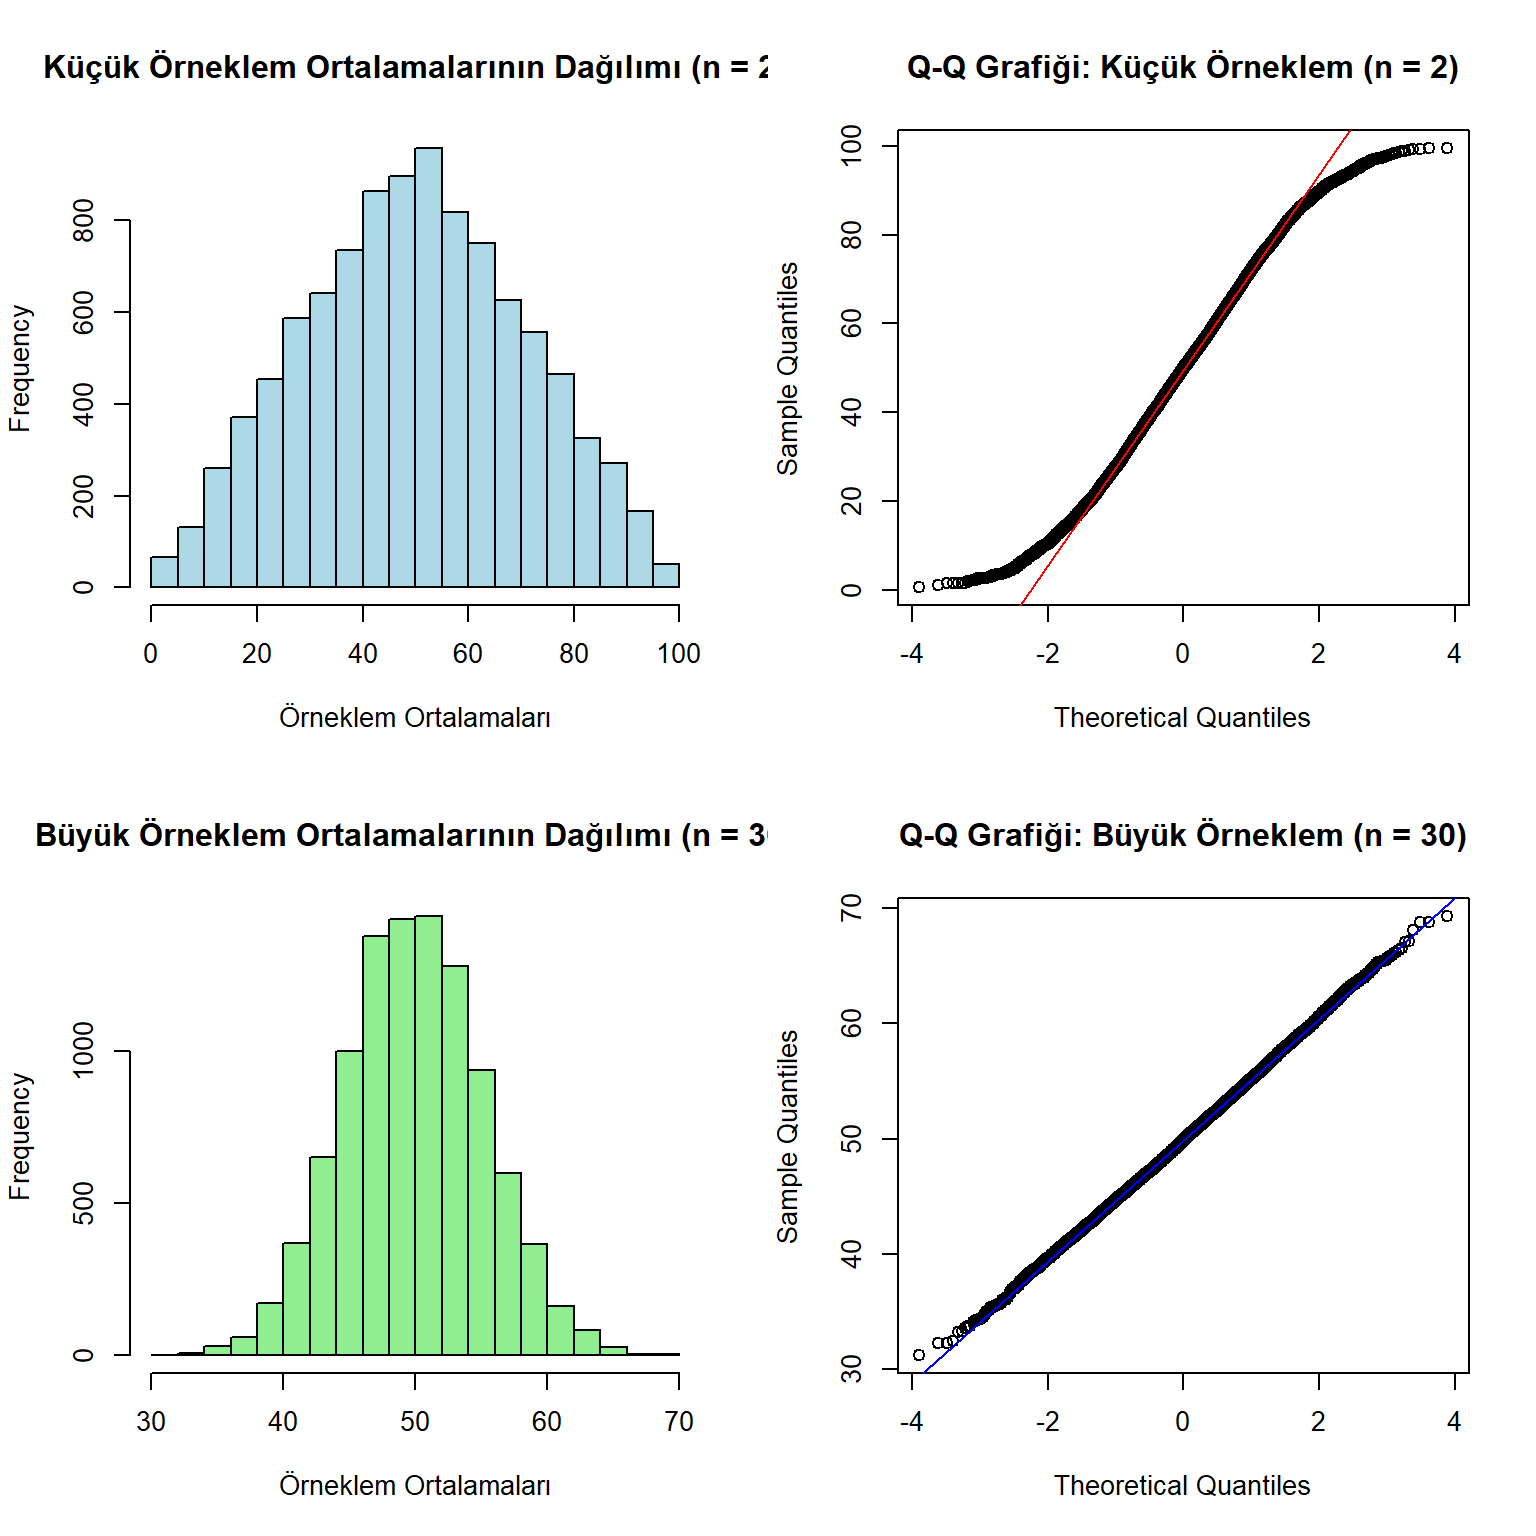 Küçük Örneklem Ortalamalarının Dağılımı (n = 2
Frequency
800
600
400
200
0
0 20 40 60 80 100
Örneklem Ortalamaları
Q-Q Grafiği: Küçük Örneklem (n = 2)
Sample Quantiles
100
80
60
40
20
0
-4 -2 0 2 4
Theoretical Quantiles
Büyük Örneklem Ortalamalarının Dağılımı (n = 30
Frequency
1000
500
0
30 40 50 60 70
Örneklem Ortalamaları
Q-Q Grafiği: Büyük Örneklem (n = 30)
Sample Quantiles
70
60
50
40
30
-4 -2 0 2 4
Theoretical Quantiles